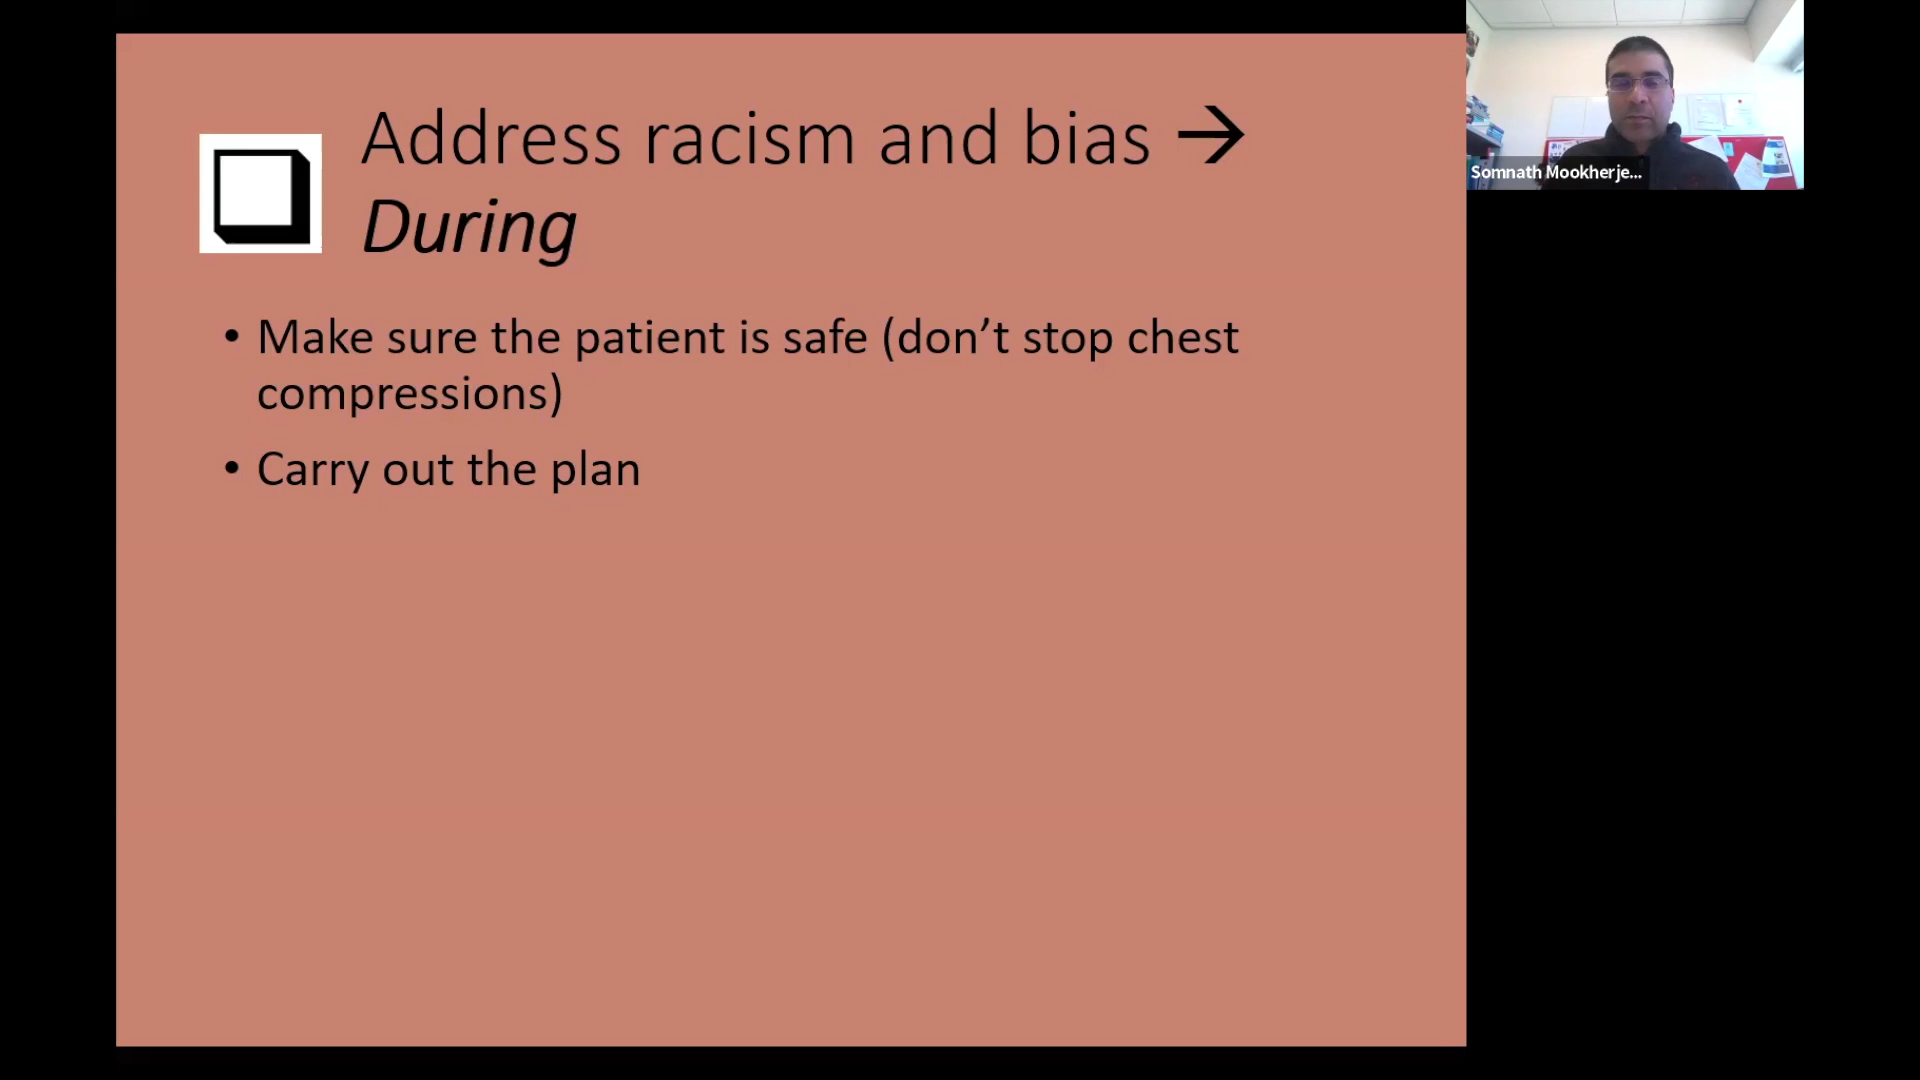 Address racism and bias →
During
• Make sure the patient is safe (don’t stop chest
compressions)
• Carry out the plan
Somnath Mookherje...